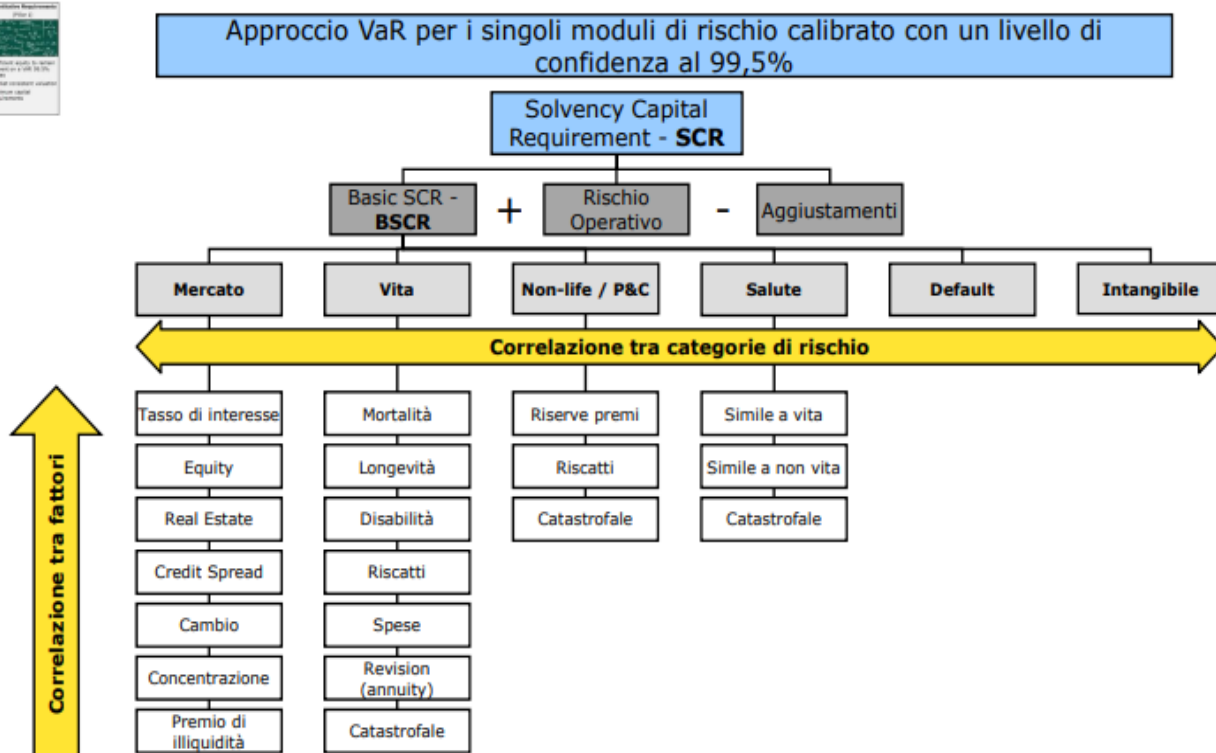 (Pillar 1)
Approccio VaR per i singoli moduli di rischio calibrato con un livello di
confidenza al 99,5%
Solvency Capital
Requirement - SCR
Basic SCR -
BSCR
+
Rischio
Operativo
-
Aggiustamenti
Mercato
Vita
Non-life / P&C
Salute
Default
Intangibile
Correlazione tra categorie di rischio
Correlazione tra fattori
Tasso di interesse
Mortalità
Riserve premi
Simile a vita
Equity
Longevità
Riscatti
Simile a non vita
Real Estate
Disabilità
Catastrofale
Catastrofale
Credit Spread
Riscatti
Cambio
Spese
Concentrazione
Revision
(annuity)
Premio di
illiquidità
Catastrofale